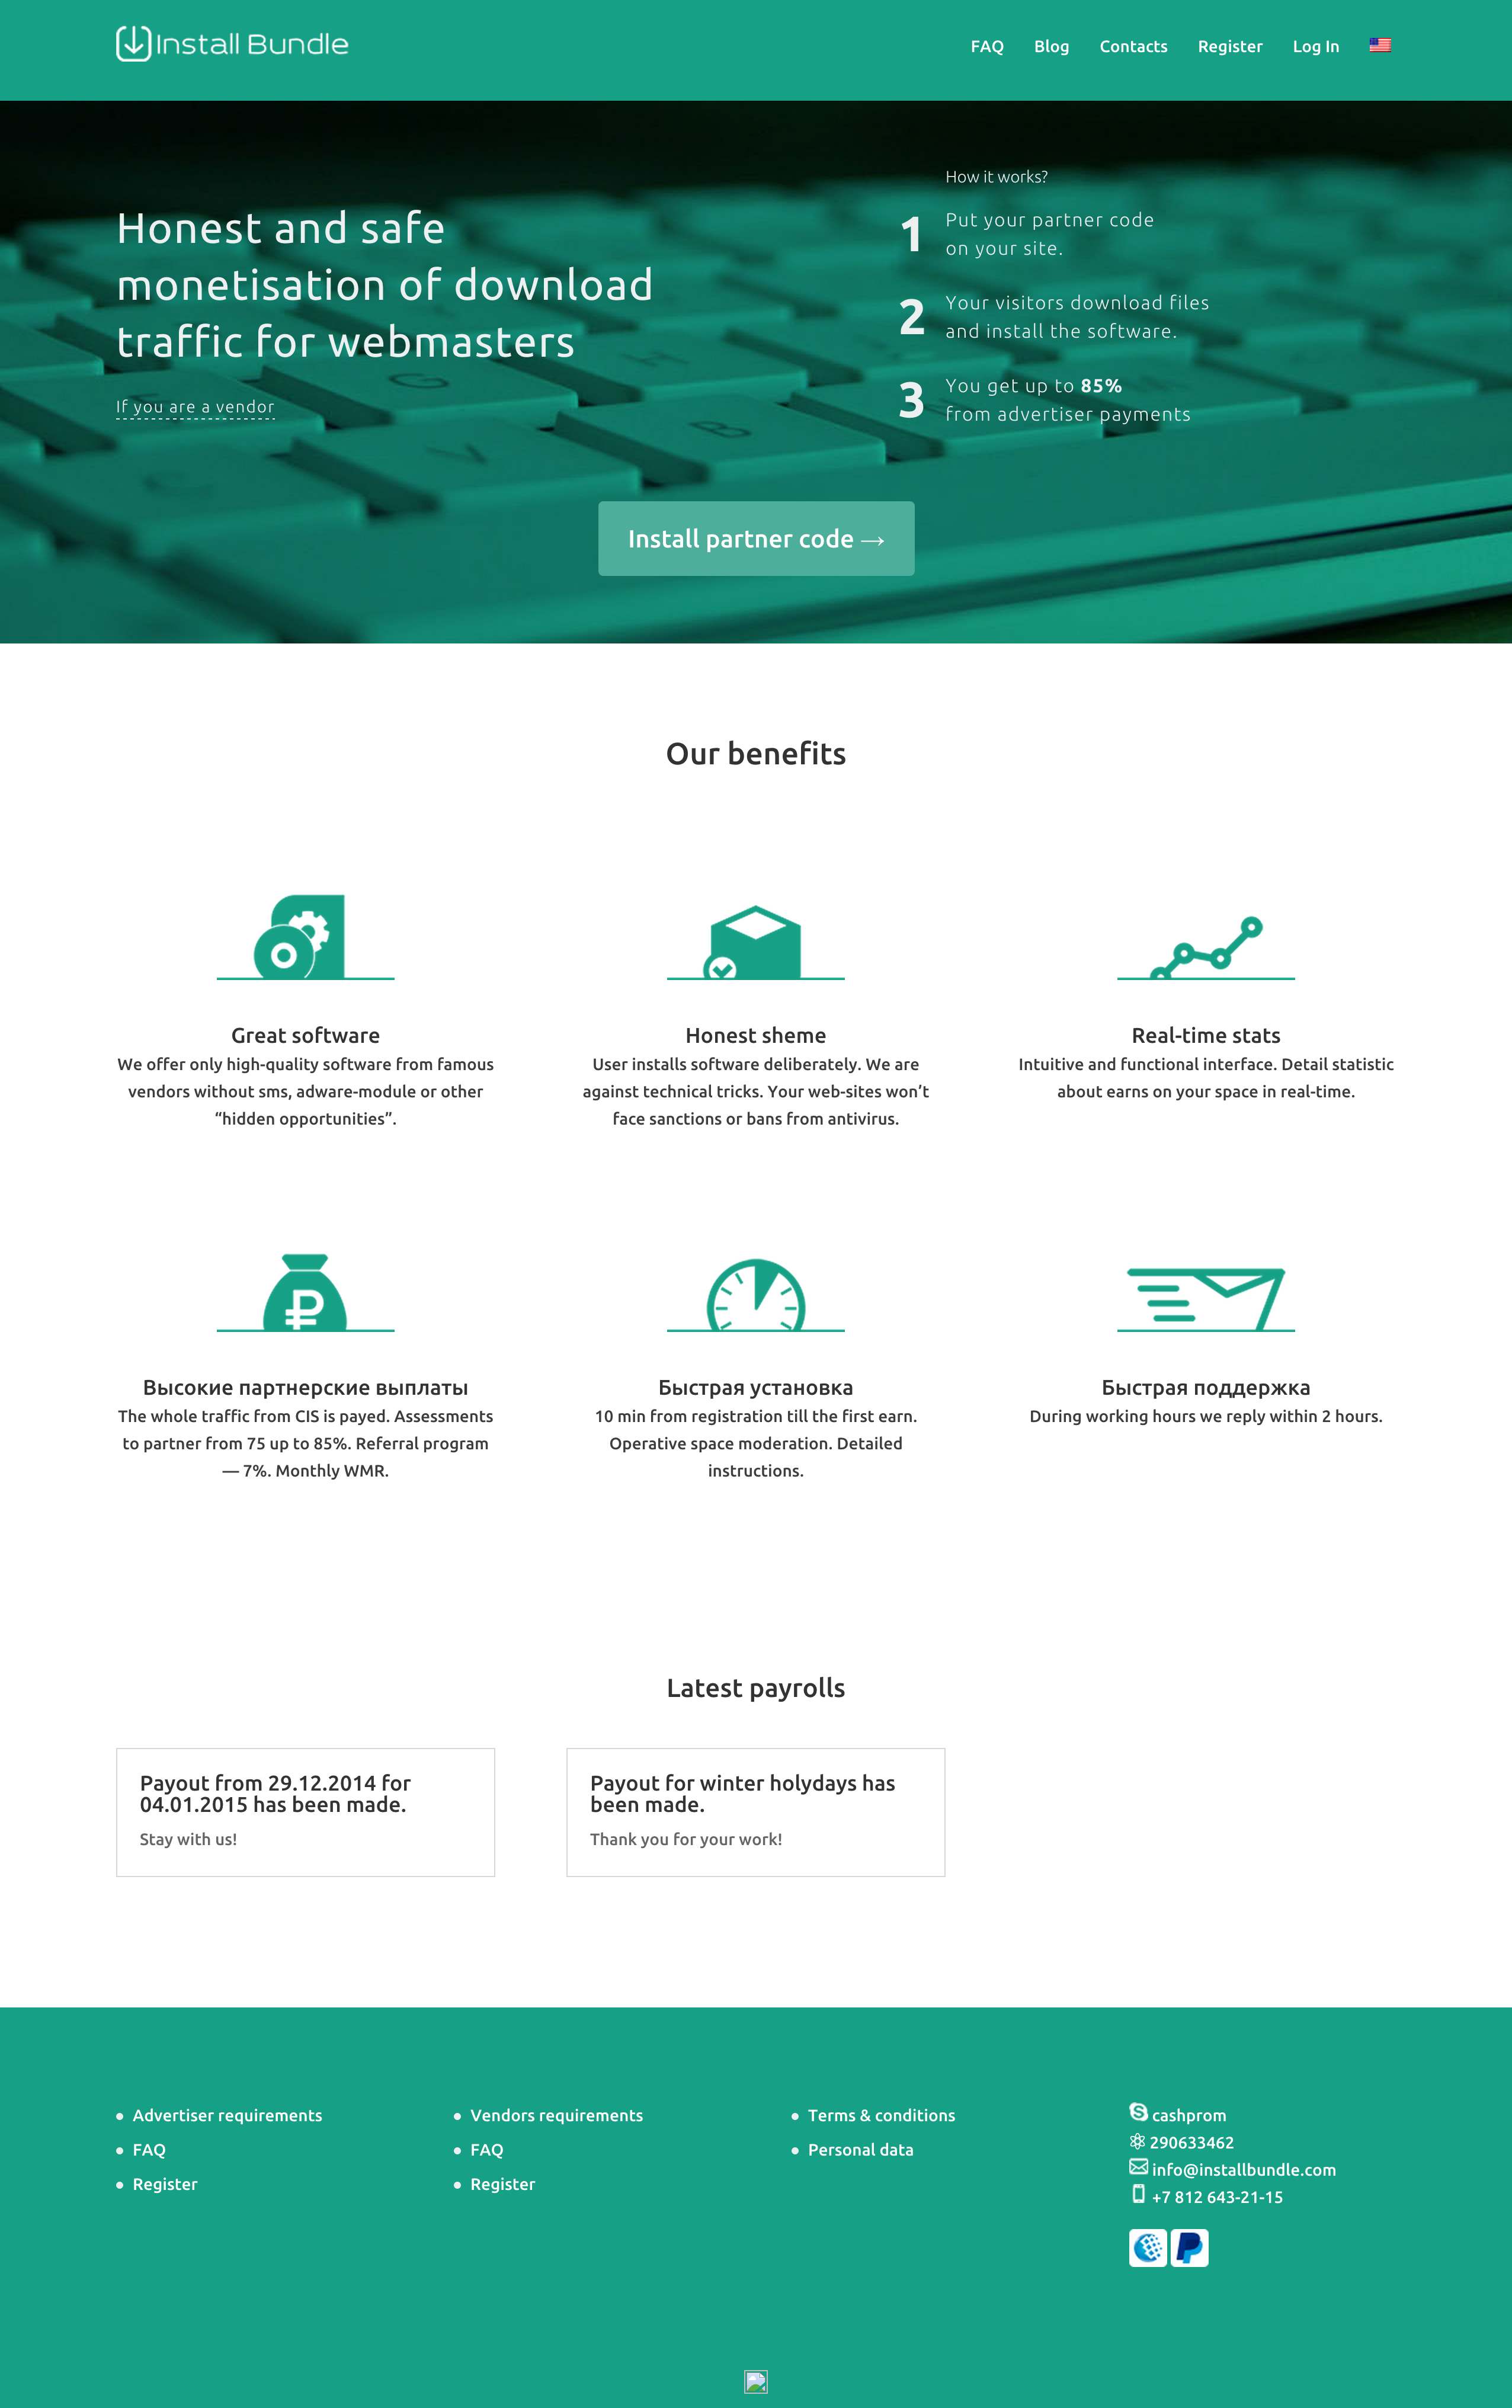 Install Bundle
FAQ
Blog
Contacts
Register
Log In
Honest and safe
monetisation of download
traffic for webmasters
If you are a vendor
How it works?
1
Put your partner code
on your site.
2
Your visitors download files
and install the software.
3
You get up to 85%
from advertiser payments
Install partner code →
Our benefits
Great software
We offer only high-quality software from famous
vendors without sms, adware-module or other
“hidden opportunities”.
Honest sheme
User installs software deliberately. We are
against technical tricks. Your web-sites won’t
face sanctions or bans from antivirus.
Real-time stats
Intuitive and functional interface. Detail statistic
about earns on your space in real-time.
Высокие партнерские выплаты
The whole traffic from CIS is payed. Assessments
to partner from 75 up to 85%. Referral program
— 7%. Monthly WMR.
Быстрая установка
10 min from registration till the first earn.
Operative space moderation. Detailed
instructions.
Быстрая поддержка
During working hours we reply within 2 hours.
Latest payrolls
Payout from 29.12.2014 for
04.01.2015 has been made.
Stay with us!
Payout for winter holydays has
been made.
Thank you for your work!
Advertiser requirements
FAQ
Register
Vendors requirements
FAQ
Register
Terms & conditions
Personal data
cashprom
290633462
info@installbundle.com
+7 812 643-21-15